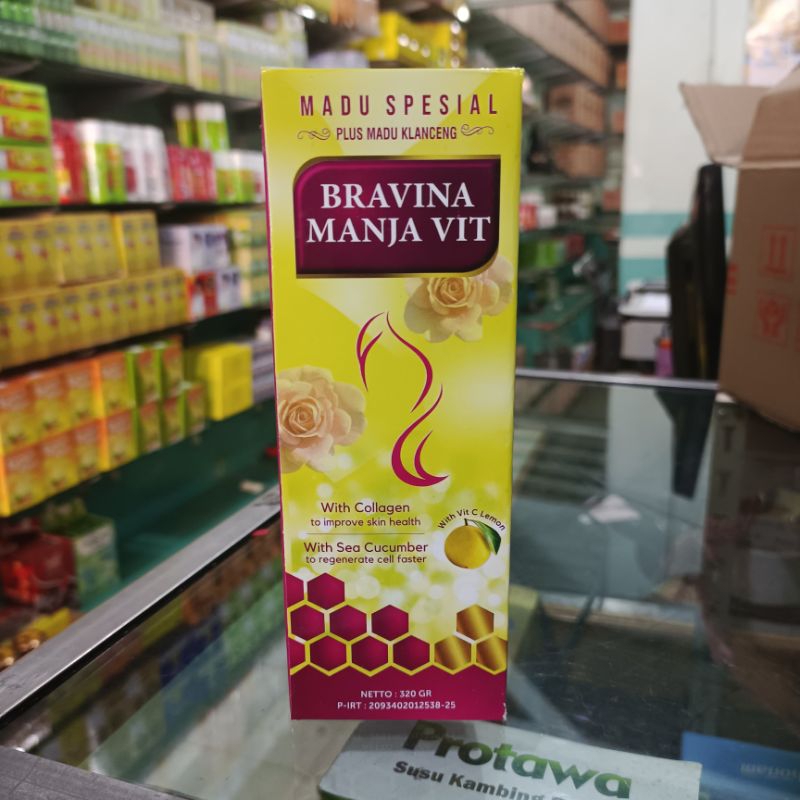 MADU SPESIAL
PLUS MADU KLANCENG
BRAVINA
MANJA VIT
With Collagen
to improve skin health
With Vit C Lemon
With Sea Cucumber
to regenerate cell faster
NETTO : 320 GR
P-IRT : 2093402012538-25
Protawa
Susu Kambing